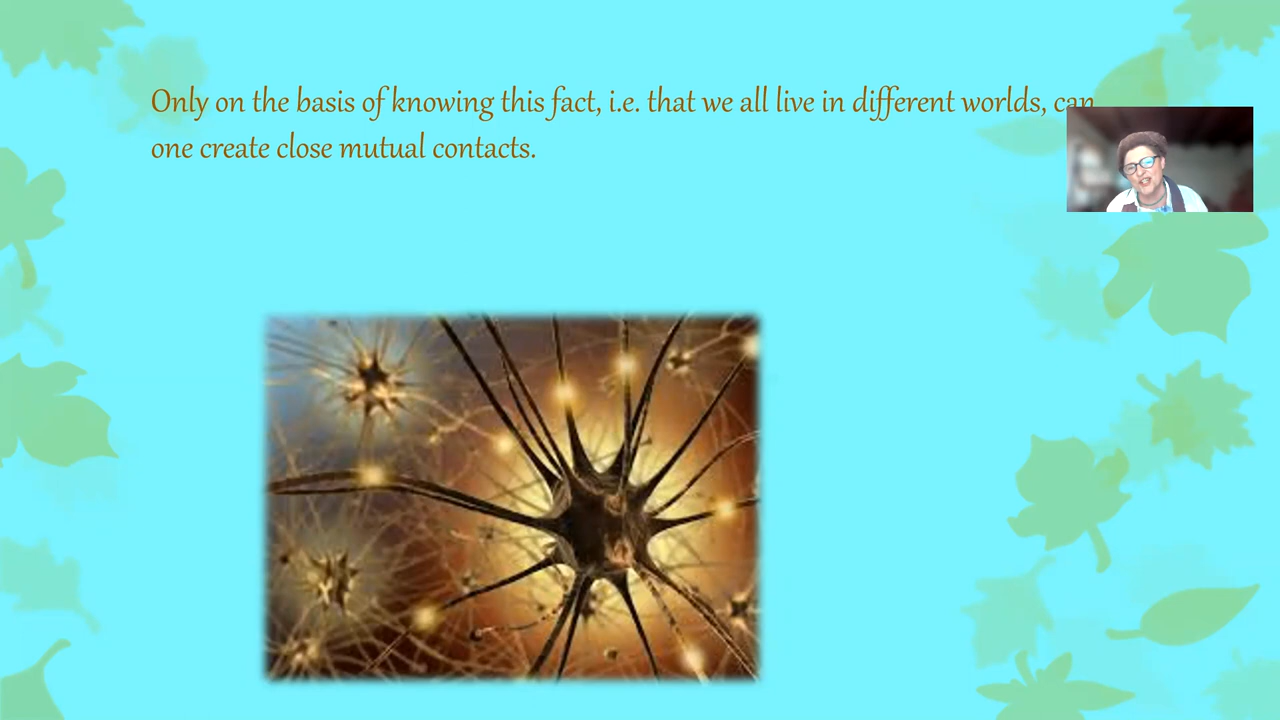 Only on the basis of knowing this fact, i.e. that we all live in different worlds, can
one create close mutual contacts.